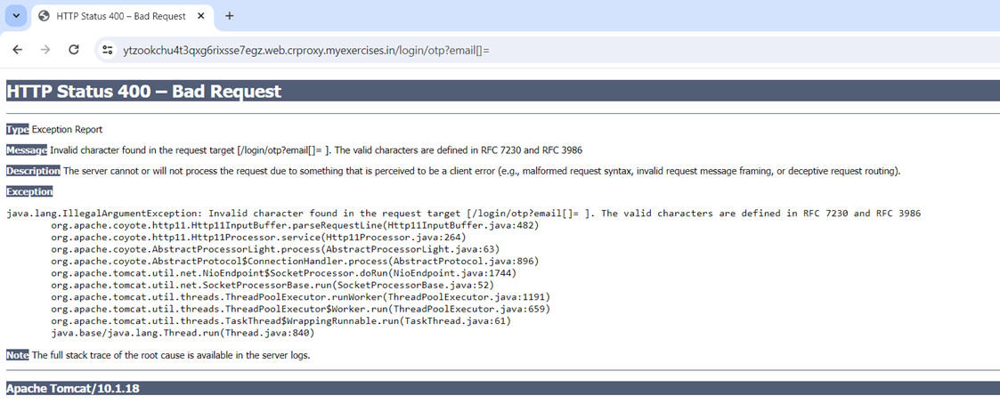 HTTP Status 400 – Bad Request
ytzookchu4t3qxg6rixsse7egz.web.crproxy.myexercises.in/login/otp?email[]=
HTTP Status 400 – Bad Request
Type Exception Report
Message Invalid character found in the request target [/login/otp?email[]= ]. The valid characters are defined in RFC 7230 and RFC 3986
Description The server cannot or will not process the request due to something that is perceived to be a client error (e.g., malformed request syntax, invalid request message framing, or deceptive request routing).
Exception
java.lang.IllegalArgumentException: Invalid character found in the request target [/login/otp?email[]= ]. The valid characters are defined in RFC 7230 and RFC 3986
org.apache.coyote.http11.Http11InputBuffer.parseRequestLine(Http11InputBuffer.java:482)
org.apache.coyote.http11.Http11Processor.service(Http11Processor.java:264)
org.apache.coyote.AbstractProcessorLight.process(AbstractProcessorLight.java:63)
org.apache.coyote.AbstractProtocol$ConnectionHandler.process(AbstractProtocol.java:896)
org.apache.tomcat.util.net.NioEndpoint$SocketProcessor.doRun(NioEndpoint.java:1744)
org.apache.tomcat.util.net.SocketProcessorBase.run(SocketProcessorBase.java:52)
org.apache.tomcat.util.threads.ThreadPoolExecutor.runWorker(ThreadPoolExecutor.java:1191)
org.apache.tomcat.util.threads.ThreadPoolExecutor$Worker.run(ThreadPoolExecutor.java:659)
org.apache.tomcat.util.threads.TaskThread$WrappingRunnable.run(TaskThread.java:61)
java.base/java.lang.Thread.run(Thread.java:840)
Note The full stack trace of the root cause is available in the server logs.
Apache Tomcat/10.1.18